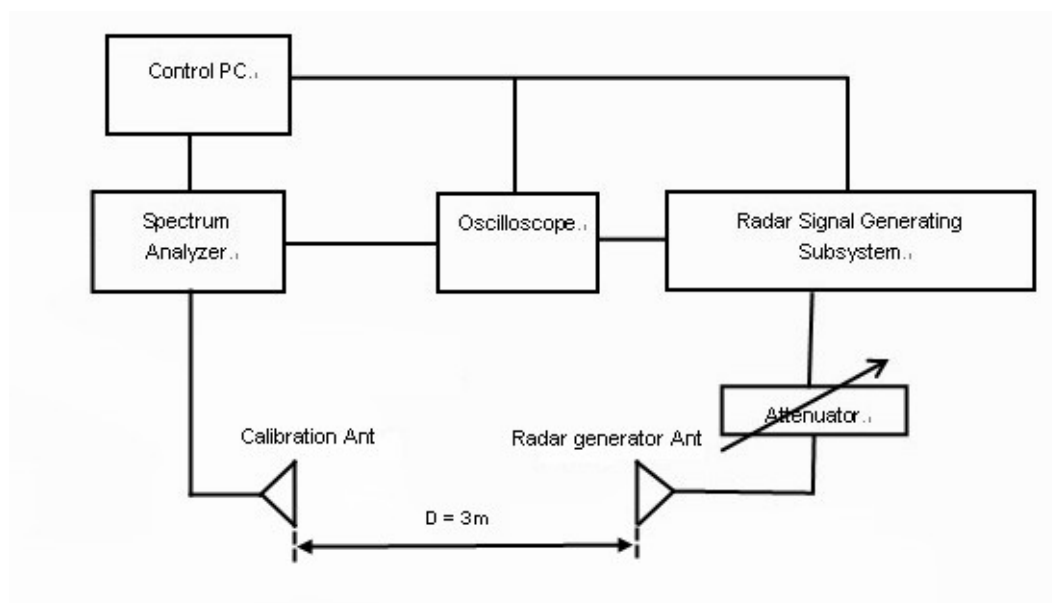 Control PC
Spectrum
Analyzer
Oscilloscope
Radar Signal Generating
Subsystem
Attenuator
Calibration Ant
Radar generator Ant
D = 3m